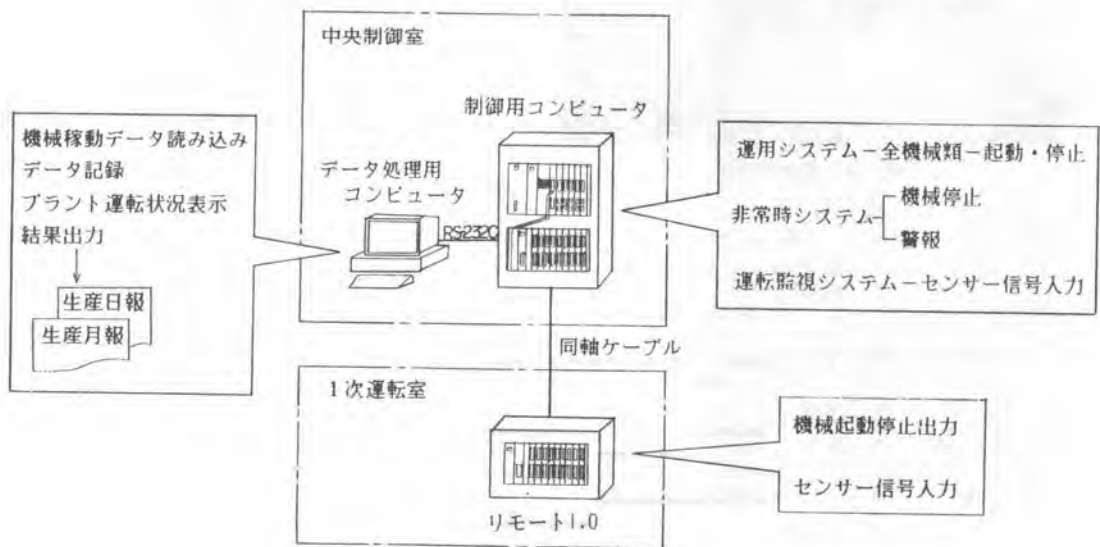 中央制御室
制御用コンピュータ
データ処理用
コンピュータ
RS-232C
機械稼動データ読み込み
データ記録
プラント運転状況表示
結果出力
生産日報
生産月報
運用システム－全機械類－起動・停止
非常時システム
機械停止
警報
運転監視システム－センサー信号入力
同軸ケーブル
1次運転室
リモートI.O
機械起動停止出力
センサー信号入力